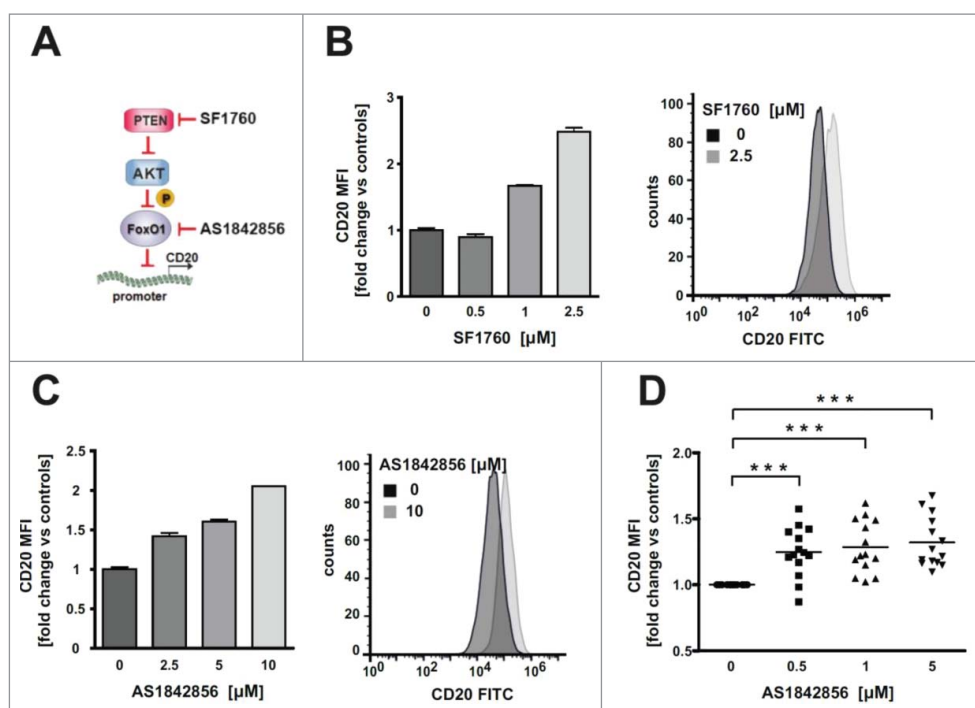 A
PTEN
SF1760
AKT
P
FoxO1
AS1842856
CD20
promoter
B
CD20 MFI
[fold change vs controls]
3
2
1
0
0 0.5 1 2.5
SF1760 [µM]
SF1760 [µM]
0
2.5
counts
100
80
60
40
20
0
10^0 10^2 10^4 10^6
CD20 FITC
C
CD20 MFI
[fold change vs controls]
2.5
2
1.5
1
0.5
0
0 2.5 5 10
AS1842856 [µM]
AS1842856 [µM]
0
10
counts
100
80
60
40
20
0
10^0 10^2 10^4 10^6
CD20 FITC
D
* * *
* * *
* * *
CD20 MFI
[fold change vs controls]
2.0
1.5
1.0
0.5
0 0.5 1 5
AS1842856 [µM]